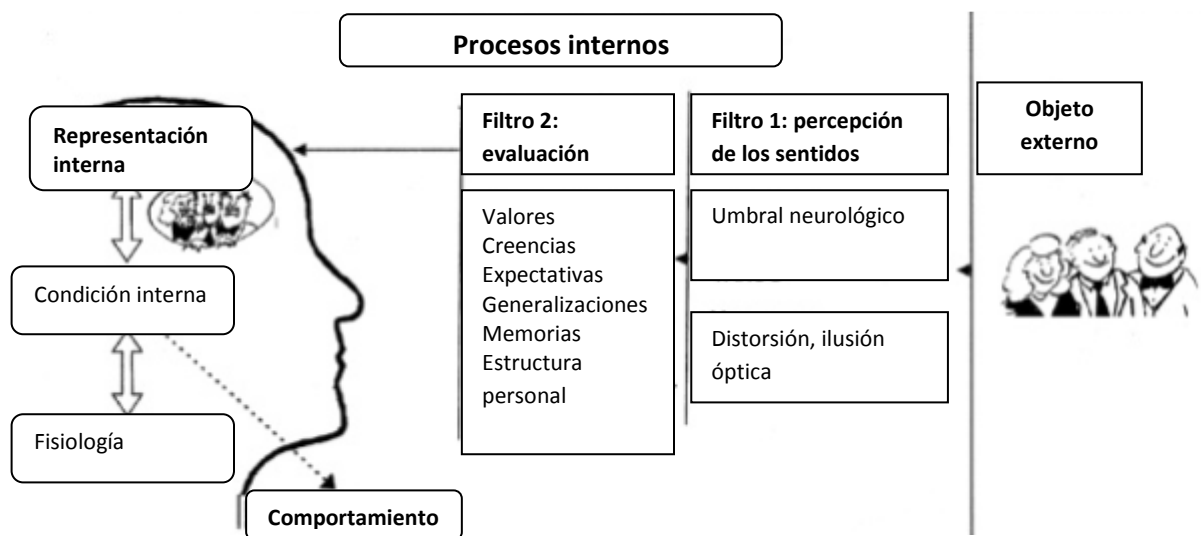 Procesos internos
Representación
interna
Filtro 2:
evaluación
Filtro 1: percepción
de los sentidos
Objeto
externo
Valores
Creencias
Expectativas
Generalizaciones
Memorias
Estructura
personal
Umbral neurológico
Condición interna
Distorsión, ilusión
óptica
Fisiología
Comportamiento